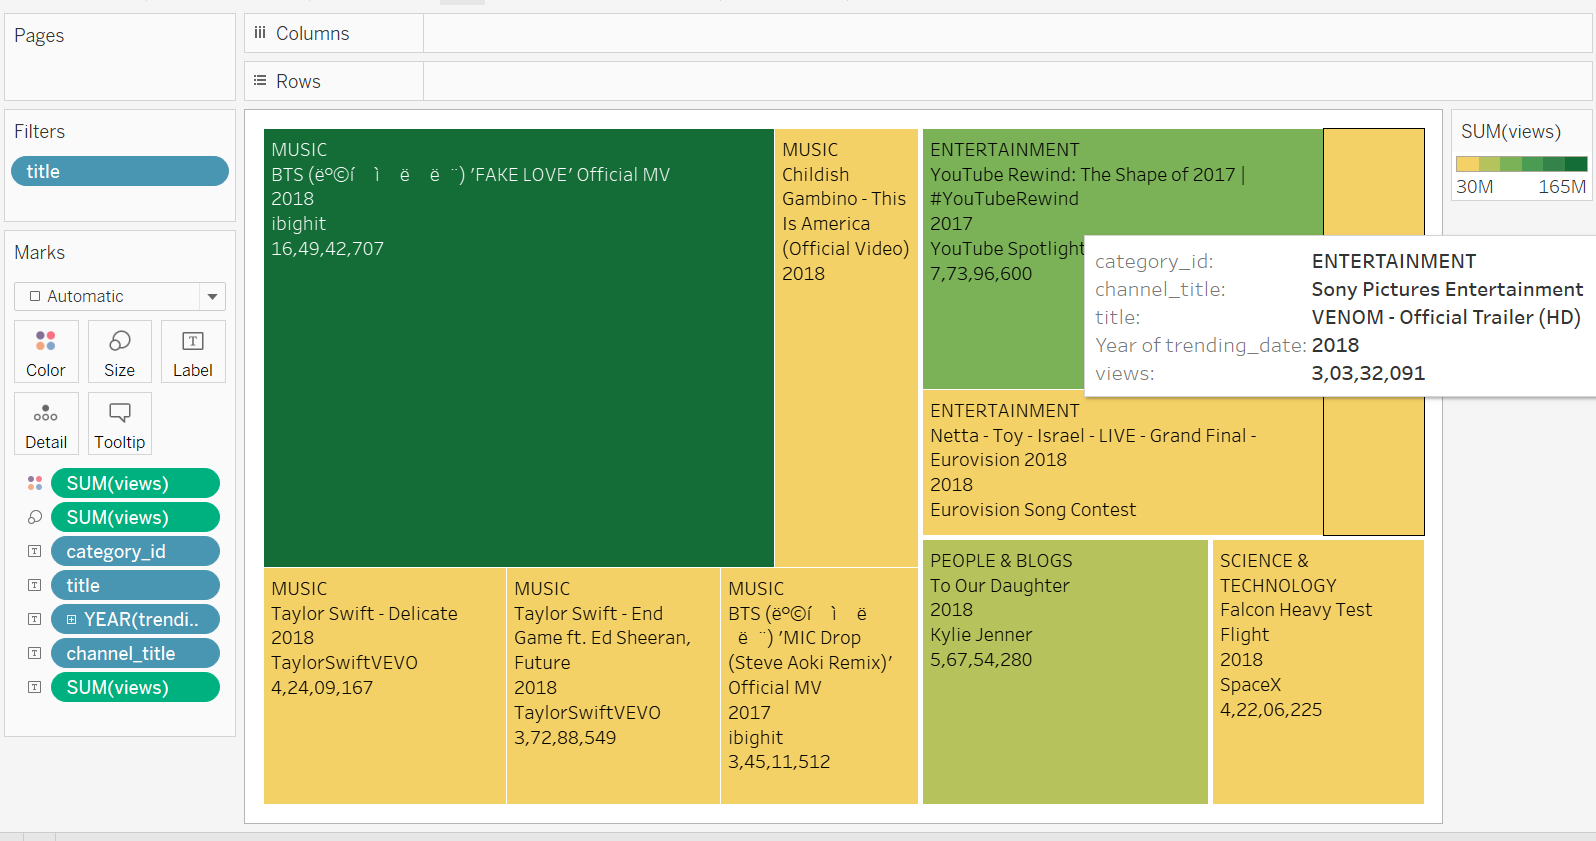 Pages
Columns
Rows
Filters
title
Marks
Automatic
Color
Size
Label
Detail
Tooltip
SUM(views)
SUM(views)
category_id
title
YEAR(trendi..
channel_title
SUM(views)
MUSIC
BTS (ëº©í ì ë ë ¨) 'FAKE LOVE' Official MV
2018
ibighit
16,49,42,707
MUSIC
Childish
Gambino - This
Is America
(Official Video)
2018
ENTERTAINMENT
YouTube Rewind: The Shape of 2017 |
#YouTubeRewind
2017
YouTube Spotlight
7,73,96,600
category_id: ENTERTAINMENT
channel_title: Sony Pictures Entertainment
title: VENOM - Official Trailer (HD)
Year of trending_date: 2018
views: 3,03,32,091
ENTERTAINMENT
Netta - Toy - Israel - LIVE - Grand Final -
Eurovision 2018
2018
Eurovision Song Contest
MUSIC
Taylor Swift - Delicate
2018
TaylorSwiftVEVO
4,24,09,167
MUSIC
Taylor Swift - End
Game ft. Ed Sheeran,
Future
2018
TaylorSwiftVEVO
3,72,88,549
MUSIC
BTS (ëº©í ì ë
ë ¨) 'MIC Drop
(Steve Aoki Remix)'
Official MV
2017
ibighit
3,45,11,512
PEOPLE & BLOGS
To Our Daughter
2018
Kylie Jenner
5,67,54,280
SCIENCE &
TECHNOLOGY
Falcon Heavy Test
Flight
2018
SpaceX
4,22,06,225
SUM(views)
30M 165M